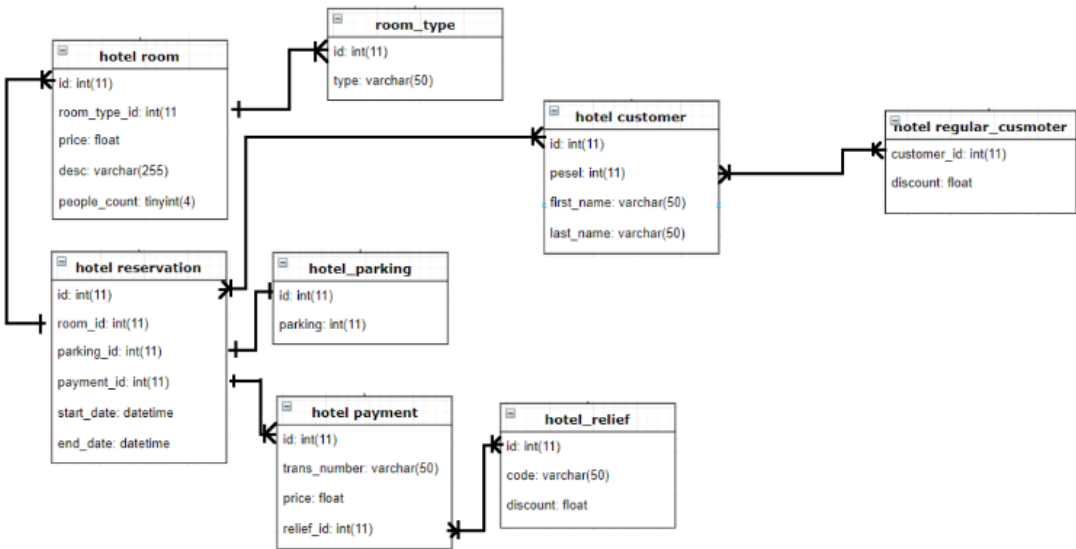 room_type
id: int(11)
type: varchar(50)
hotel room
id: int(11)
room_type_id: int(11
price: float
desc: varchar(255)
people_count: tinyint(4)
hotel customer
id: int(11)
pesel: int(11)
first_name: varchar(50)
last_name: varchar(50)
hotel regular_cusmoter
customer_id: int(11)
discount: float
hotel reservation
id: int(11)
room_id: int(11)
parking_id: int(11)
payment_id: int(11)
start_date: datetime
end_date: datetime
hotel_parking
id: int(11)
parking: int(11)
hotel payment
id: int(11)
trans_number: varchar(50)
price: float
relief_id: int(11)
hotel_relief
id: int(11)
code: varchar(50)
discount: float